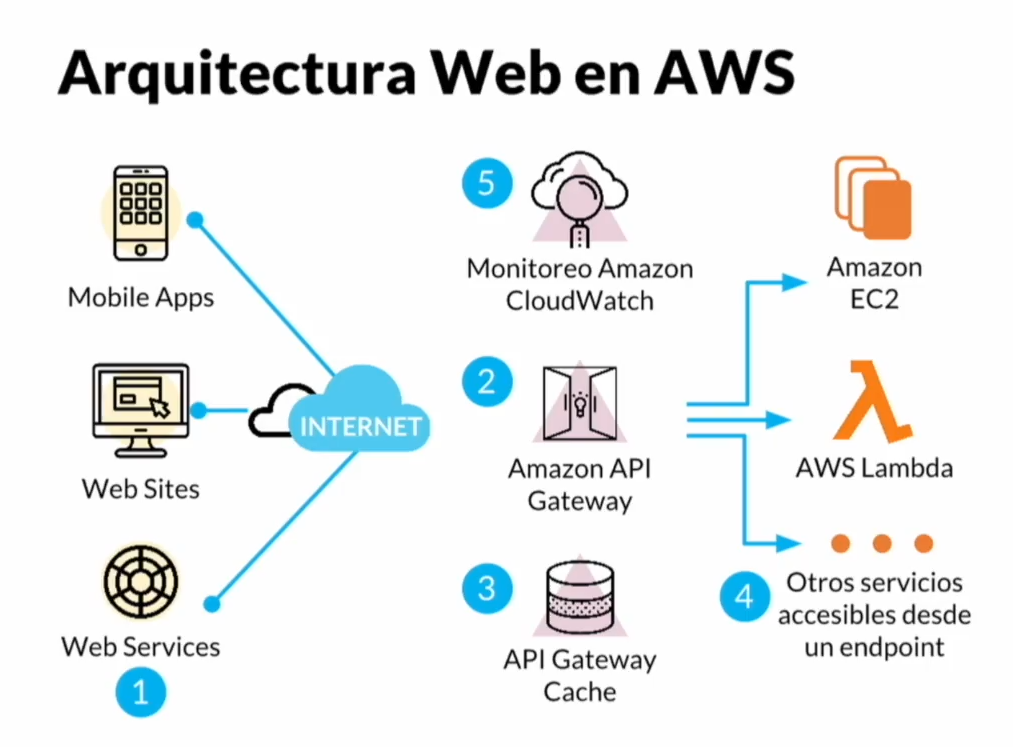 Arquitectura Web en AWS
Mobile Apps
Web Sites
Web Services
1
INTERNET
5
Monitoreo Amazon
CloudWatch
2
Amazon API
Gateway
3
API Gateway
Cache
Amazon
EC2
AWS Lambda
4
Otros servicios
accesibles desde
un endpoint